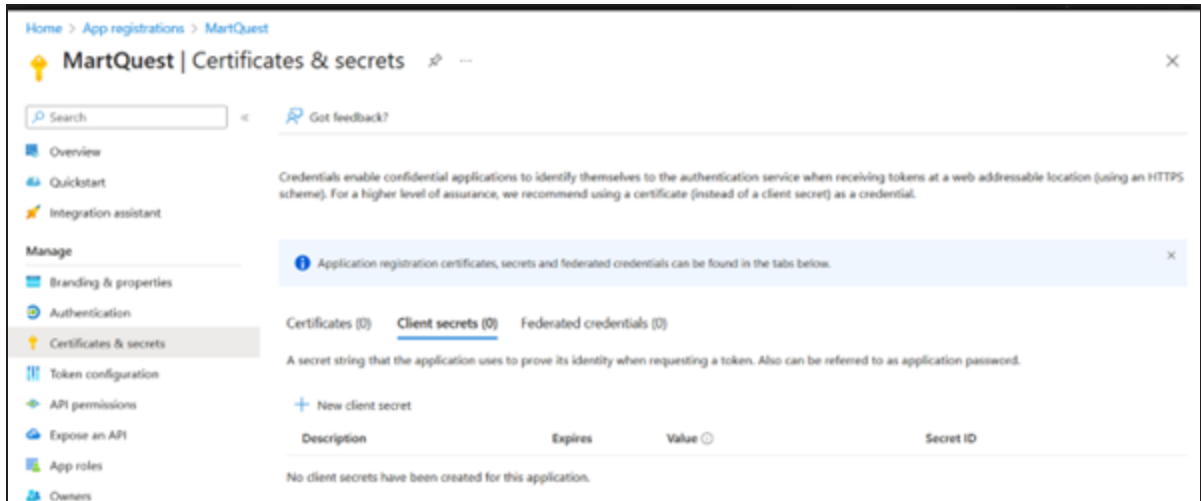 Home > App registrations > MartQuest
MartQuest | Certificates & secrets
Search
Got feedback?
Overview
Quickstart
Integration assistant
Manage
Branding & properties
Authentication
Certificates & secrets
Token configuration
API permissions
Expose an API
App roles
Owners
Credentials enable confidential applications to identify themselves to the authentication service when receiving tokens at a web addressable location (using an HTTPS
scheme). For a higher level of assurance, we recommend using a certificate (instead of a client secret) as a credential.
Application registration certificates, secrets and federated credentials can be found in the tabs below.
Certificates (0) Client secrets (0) Federated credentials (0)
A secret string that the application uses to prove its identity when requesting a token. Also can be referred to as application password.
New client secret
Description Expires Value Secret ID
No client secrets have been created for this application.